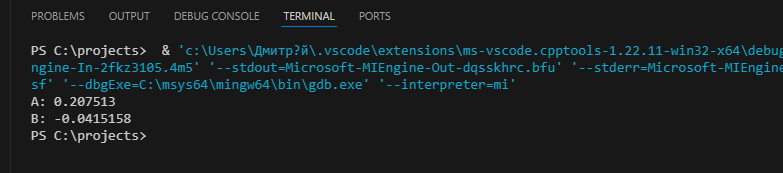 PROBLEMS OUTPUT DEBUG CONSOLE TERMINAL PORTS
PS C:\projects>  & 'c:\Users\Дмитр?й\.vscode\extensions\ms-vscode.cpptools-1.22.11-win32-x64\debug
ngine-In-2fkz3105.4m5' '--stdout=Microsoft-MIEngine-Out-dqsskhrc.bfu' '--stderr=Microsoft-MIEngine
sf' '--dbgExe=C:\msys64\mingw64\bin\gdb.exe' '--interpreter=mi'
A: 0.207513
B: -0.0415158
PS C:\projects>